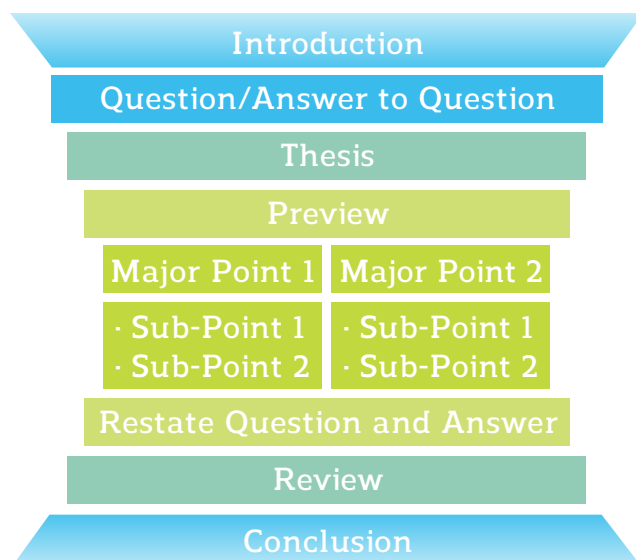 Introduction
Question/Answer to Question
Thesis
Preview
Major Point 1
Major Point 2
· Sub-Point 1
· Sub-Point 2
· Sub-Point 1
· Sub-Point 2
Restate Question and Answer
Review
Conclusion